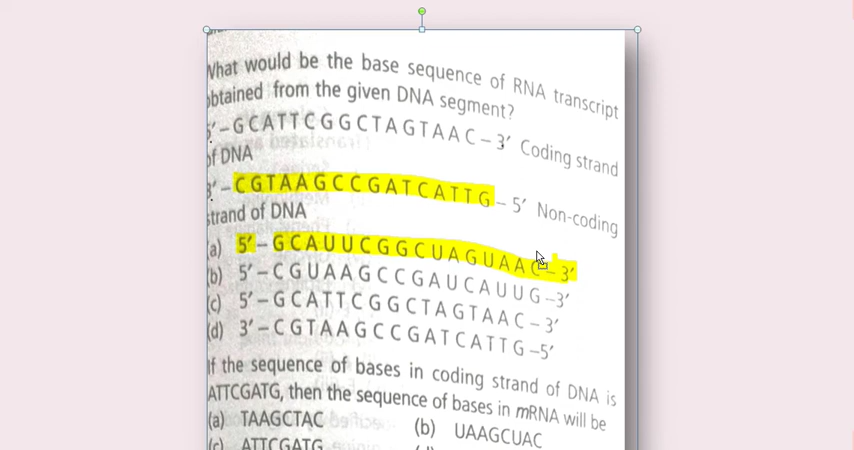 What would be the base sequence of RNA transcript
obtained from the given DNA segment?
5′ – GCATTCGGCTAGTAAC – 3′ Coding strand
of DNA
3′ – CGTAAGCCGATCATTG – 5′ Non-coding
strand of DNA
(a) 5′ – GCAUUCGGCUAGUAAC – 3′
(b) 5′ – CGUAAGCCGAUCAUUG –3′
(c) 5′ – GCATTCGGCTAGTAAC – 3′
(d) 3′ – CGTAAGCCGATCATTG –5′
If the sequence of bases in coding strand of DNA is
ATTCGATG, then the sequence of bases in mRNA will be
(a) TAAGCTAC
(b) UAAGCUAC
(c) ATTCGATG